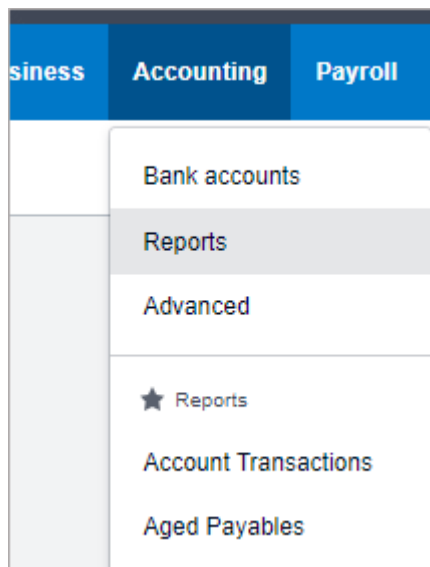 siness Accounting Payroll
Bank accounts
Reports
Advanced
Reports
Account Transactions
Aged Payables